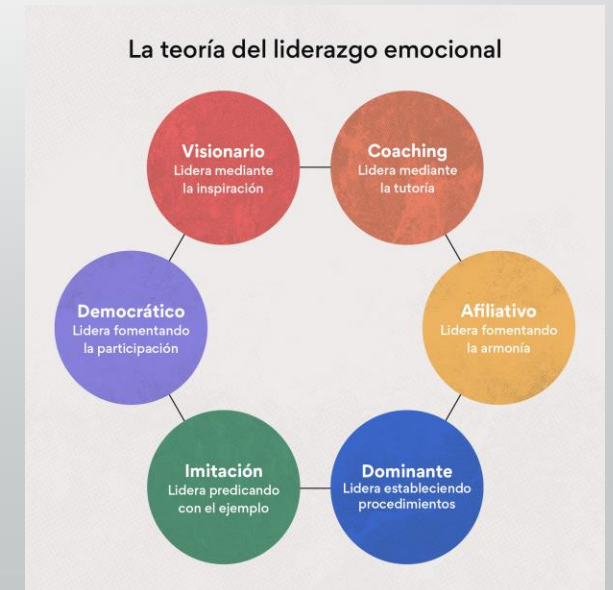 La teoría del liderazgo emocional
Visionario
Lidera mediante
la inspiración
Coaching
Lidera mediante
la tutoría
Democrático
Lidera fomentando
la participación
Afiliativo
Lidera fomentando
la armonía
Imitación
Lidera predicando
con el ejemplo
Dominante
Lidera estableciendo
procedimientos